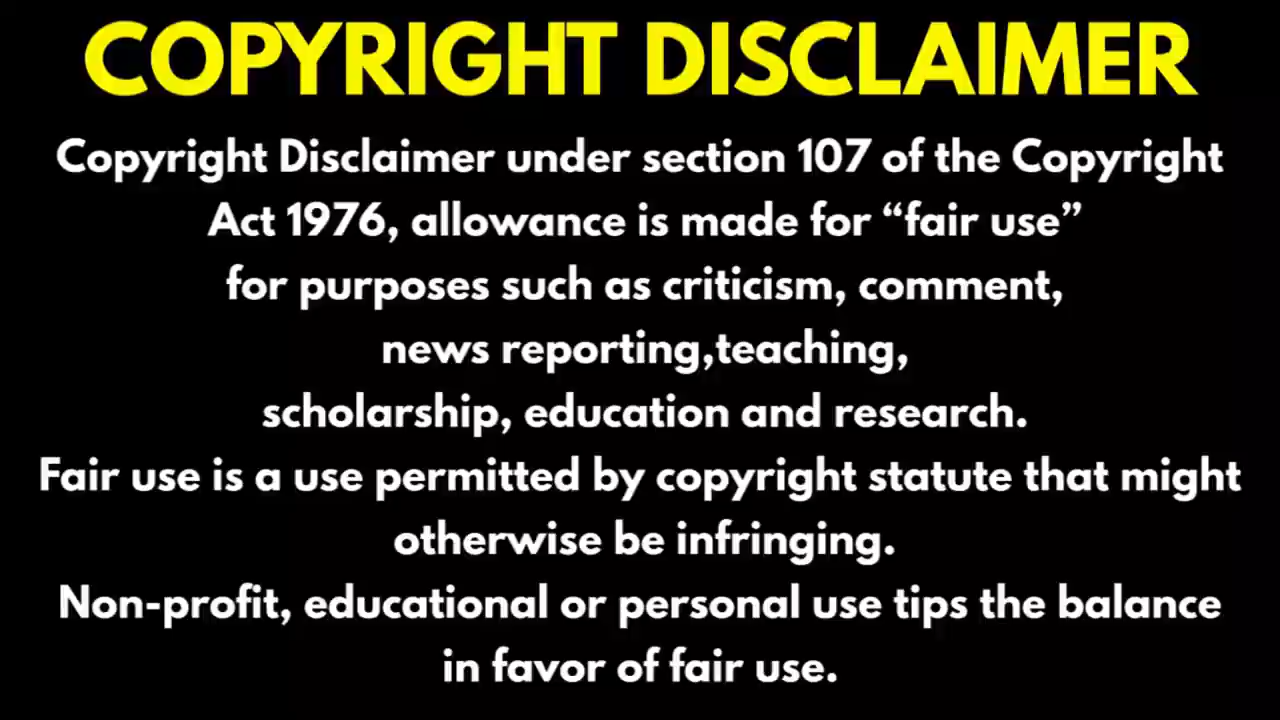 COPYRIGHT DISCLAIMER
Copyright Disclaimer under section 107 of the Copyright
Act 1976, allowance is made for “fair use”
for purposes such as criticism, comment,
news reporting,teaching,
scholarship, education and research.
Fair use is a use permitted by copyright statute that might
otherwise be infringing.
Non-profit, educational or personal use tips the balance
in favor of fair use.